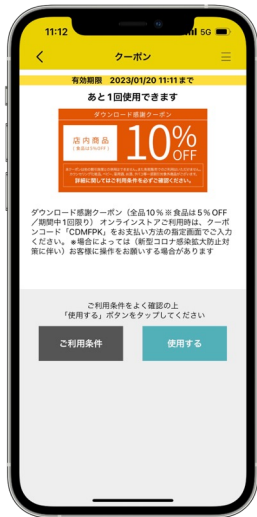 11:12
5G
クーポン
有効期限 2023/01/20 11:11まで
あと1回使用できます
ダウンロード感謝クーポン
店内商品
(食品は5%OFF)
10%
OFF
詳細に関してはご利用条件を必ずご確認ください。
ダウンロード感謝クーポン（全品10％※食品は５％OFF
／期間中1回限り） オンラインストアご利用時は、クーポ
ンコード「CDMFPK」をお支払い方法の指定画面でご入力
ください。※場合によっては（新型コロナ感染拡大防止対
策に伴い）お客様に操作をお願いする場合があります
ご利用条件をよく確認の上
「使用する」ボタンをタップしてください
ご利用条件
使用する